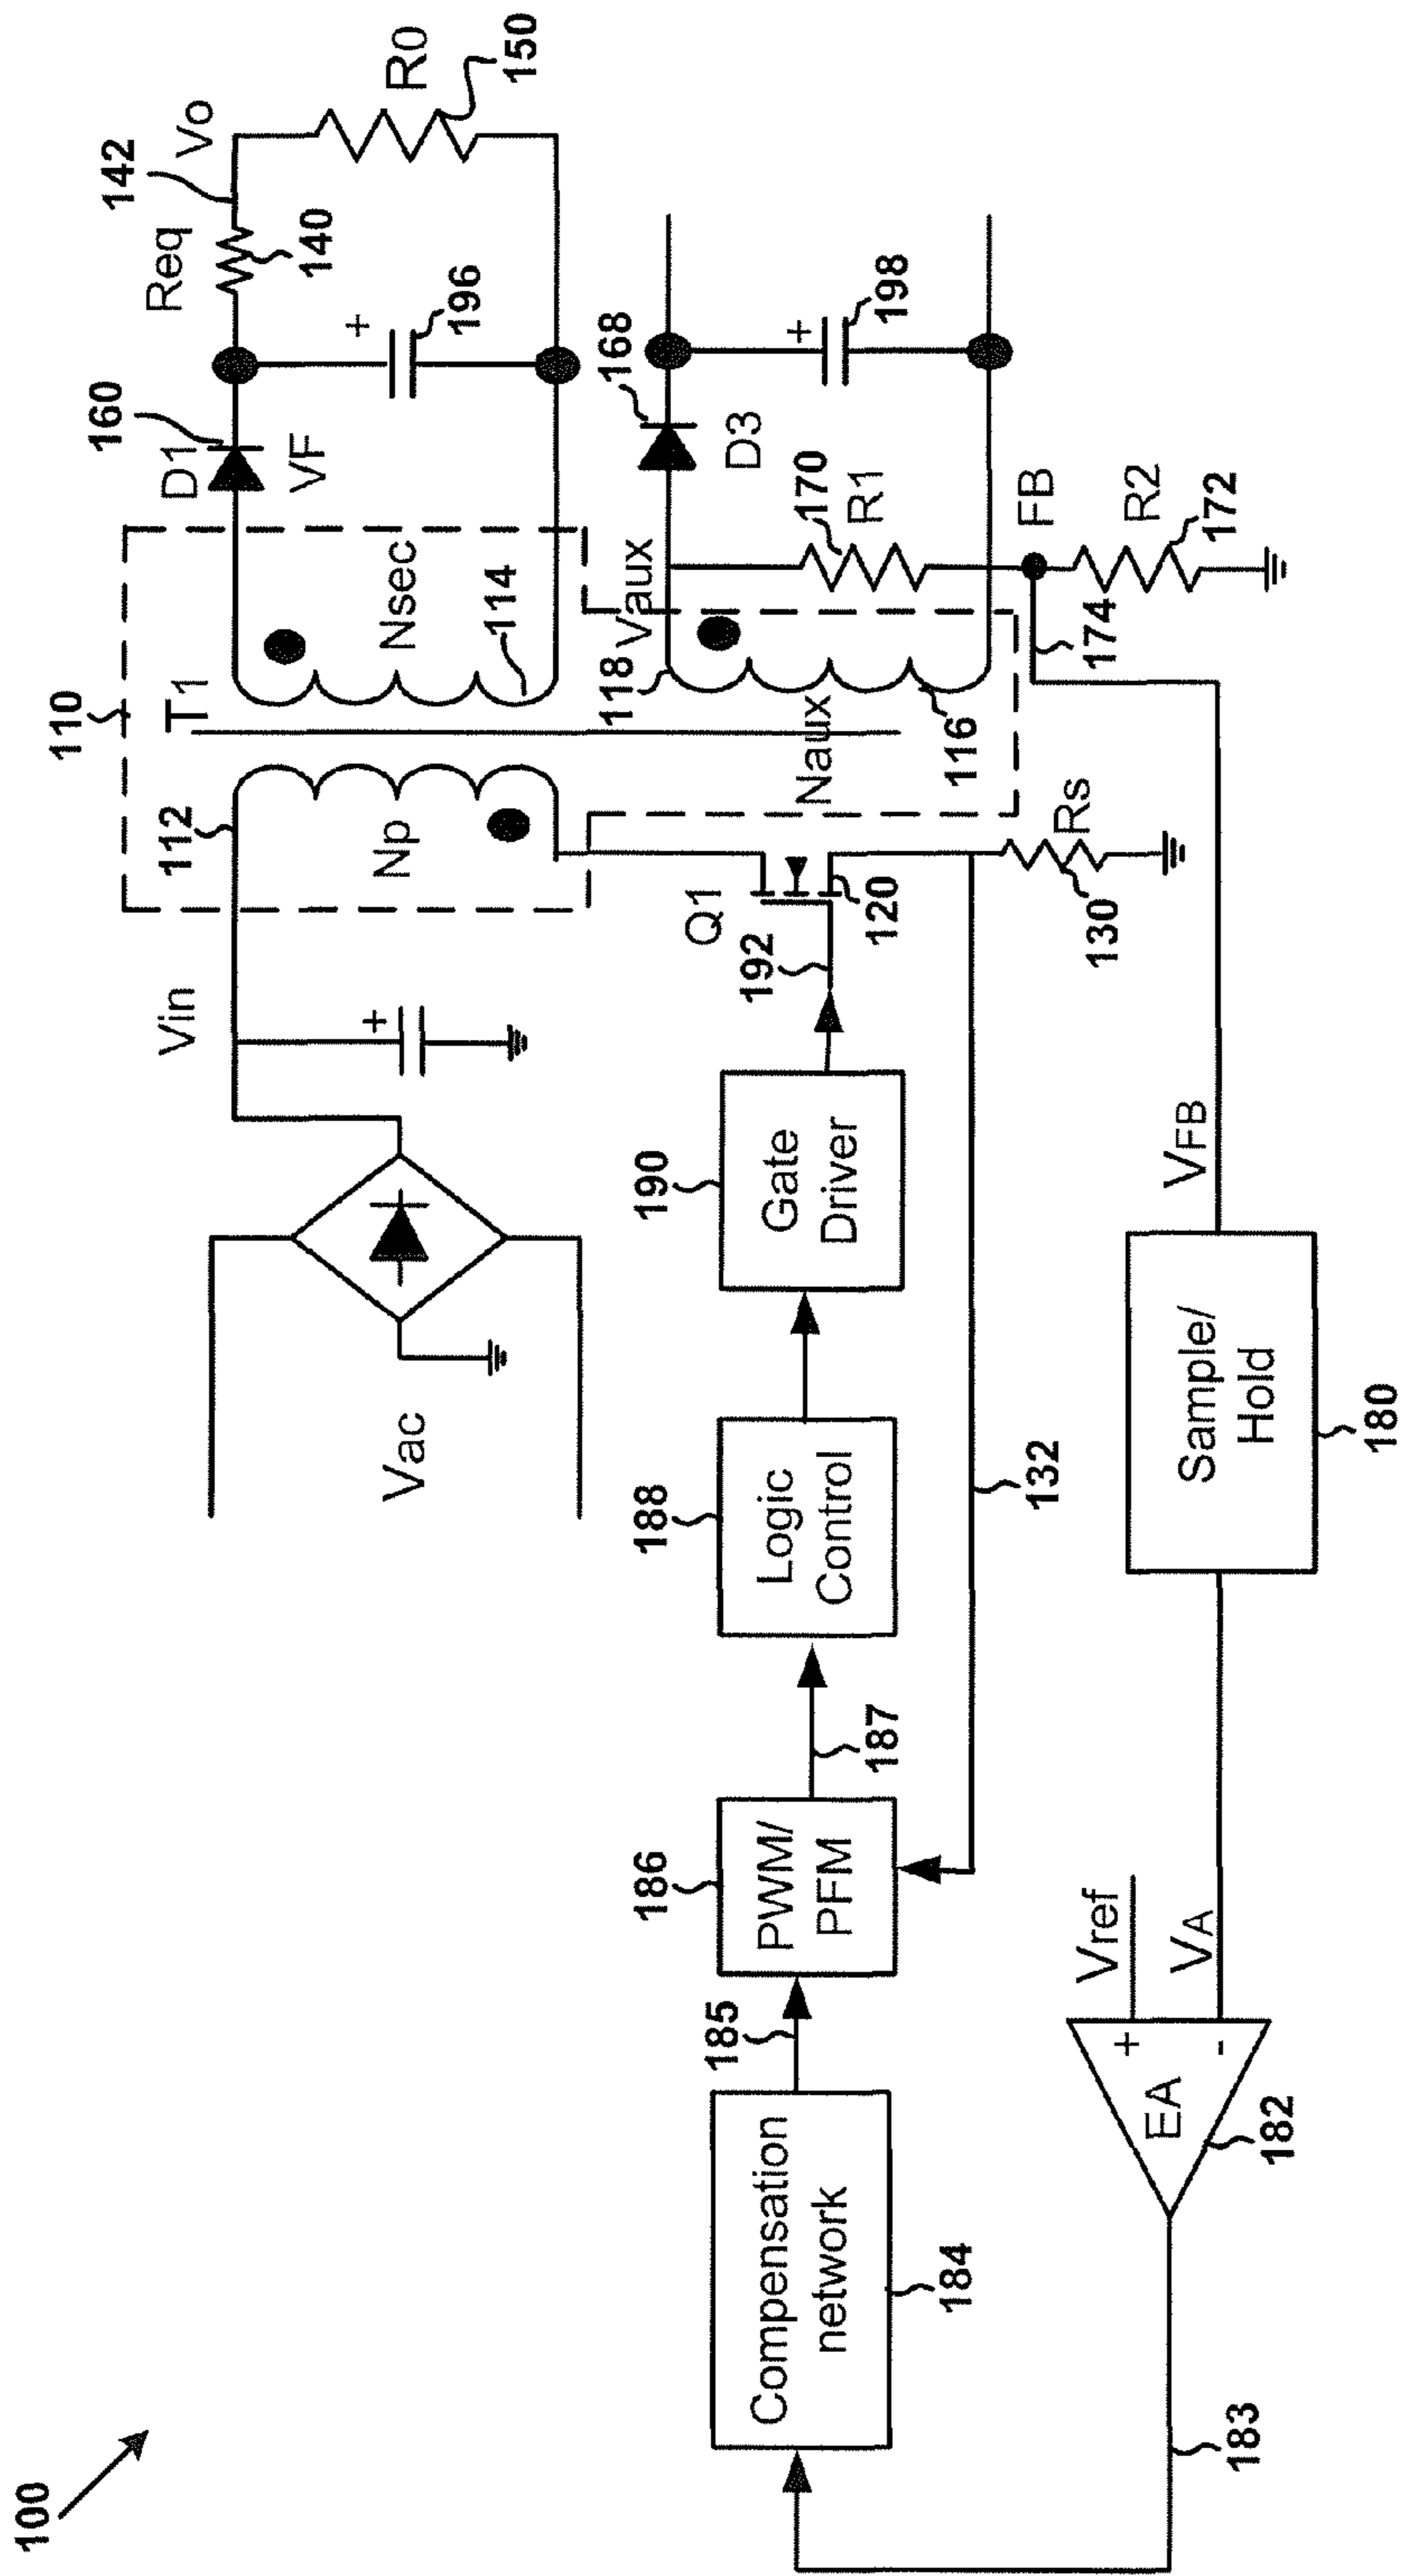 100
110
T1
112
Np
Nsec
114
D1
160
VF
Req
140
142
Vo
R0
150
+
196
Vin
+
Vac
118
Vaux
Naux
116
168
D3
+
198
170
R1
FB
174
R2
172
Q1
192
120
Rs
130
132
190
Gate
Driver
188
Logic
Control
187
186
PWM/
PFM
185
Compensation
network
184
183
EA
+
-
182
Vref
VA
Sample/
Hold
180
VFB